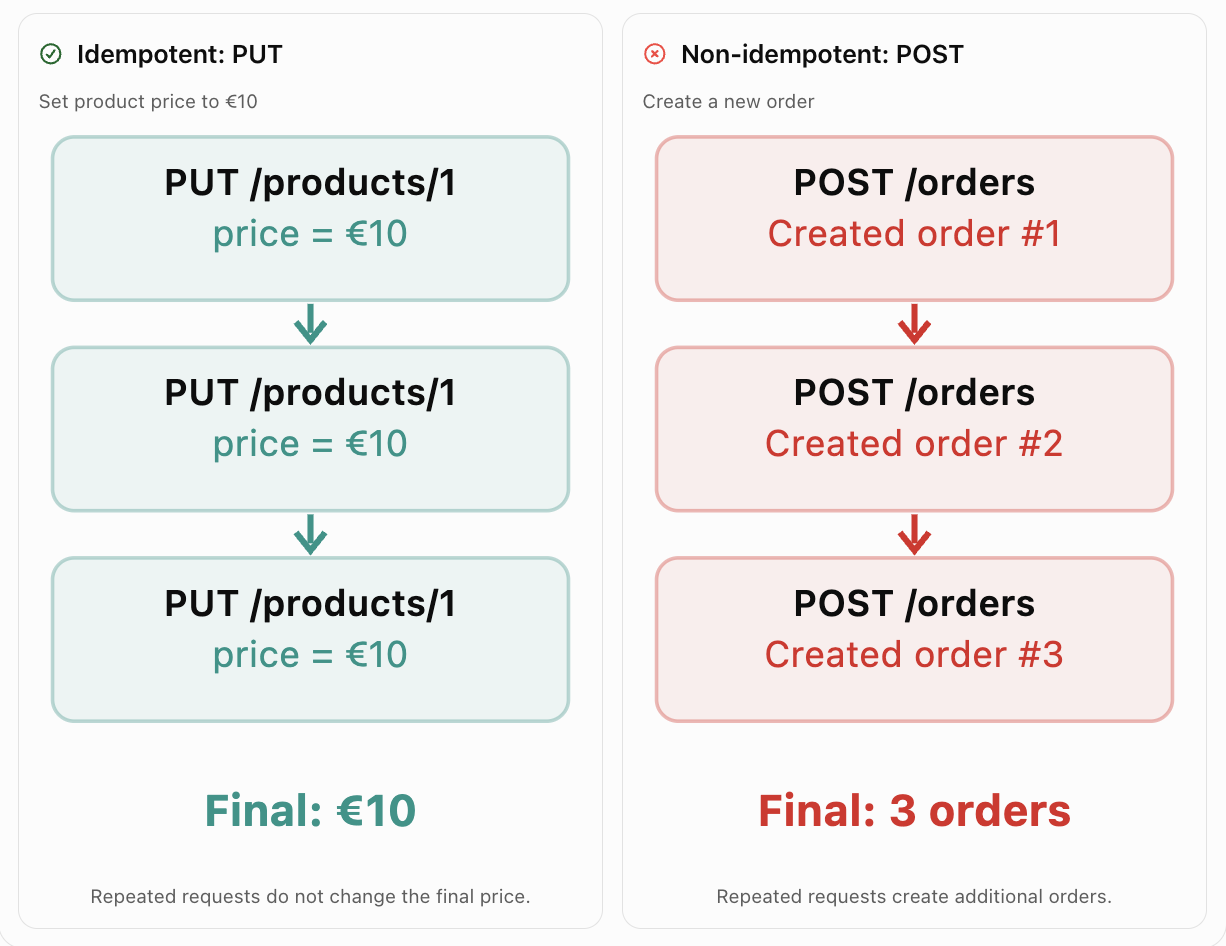 Idempotent: PUT
Set product price to €10
PUT /products/1
price = €10
PUT /products/1
price = €10
PUT /products/1
price = €10
Final: €10
Repeated requests do not change the final price.
Non-idempotent: POST
Create a new order
POST /orders
Created order #1
POST /orders
Created order #2
POST /orders
Created order #3
Final: 3 orders
Repeated requests create additional orders.